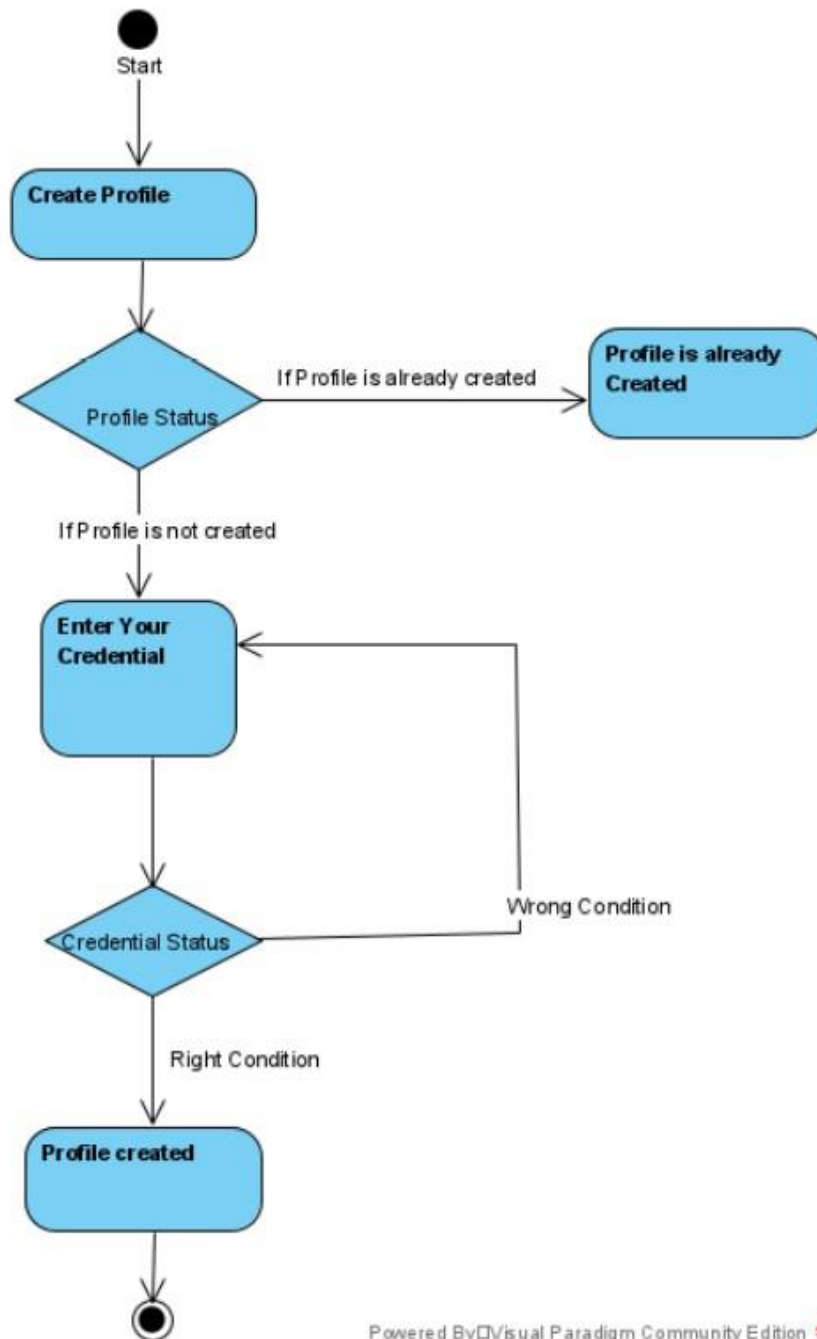 Start
Create Profile
If Profile is already created
Profile is already
Created
Profile Status
If Profile is not created
Enter Your
Credential
Wrong Condition
Credential Status
Right Condition
Profile created
Powered By□Visual Paradigm Community Edition